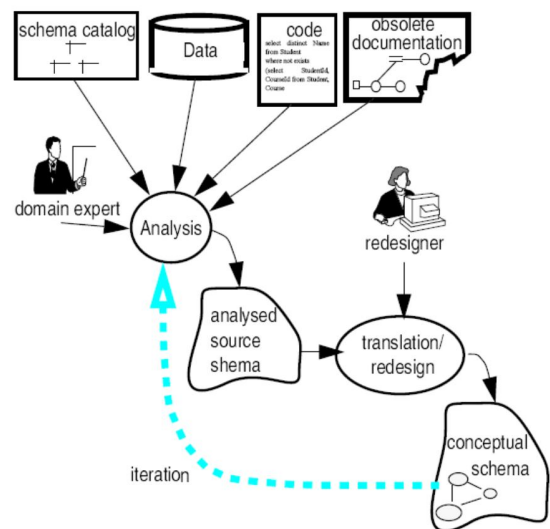 schema catalog
Data
code
select distinct Name
from Student
where not exists
(select StudentId,
CourseId from Student,
Course
obsolete
documentation
domain expert
Analysis
redesigner
analysed
source
shema
translation/
redesign
conceptual
schema
iteration